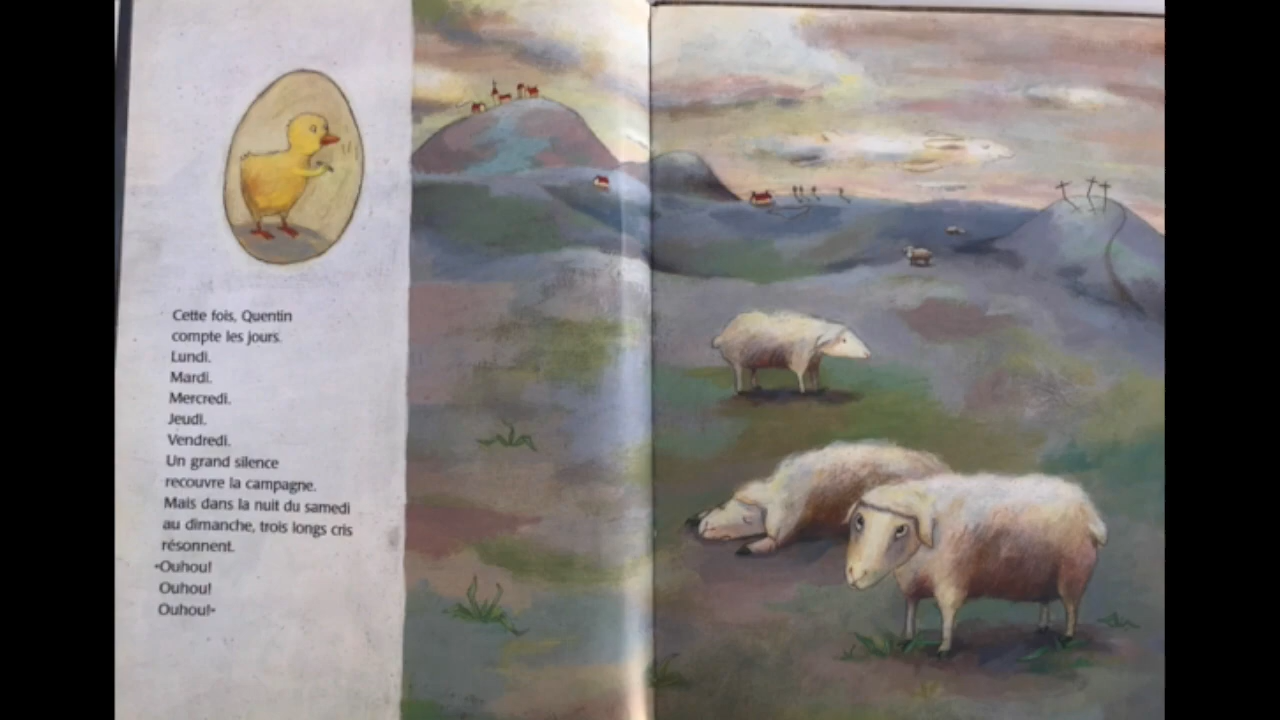 Cette fois, Quentin
compte les jours.
Lundi.
Mardi.
Mercredi.
Jeudi.
Vendredi.
Un grand silence
recouvre la campagne.
Mais dans la nuit du samedi
au dimanche, trois longs cris
résonnent.
«Ouhou!
Ouhou!
Ouhou!»